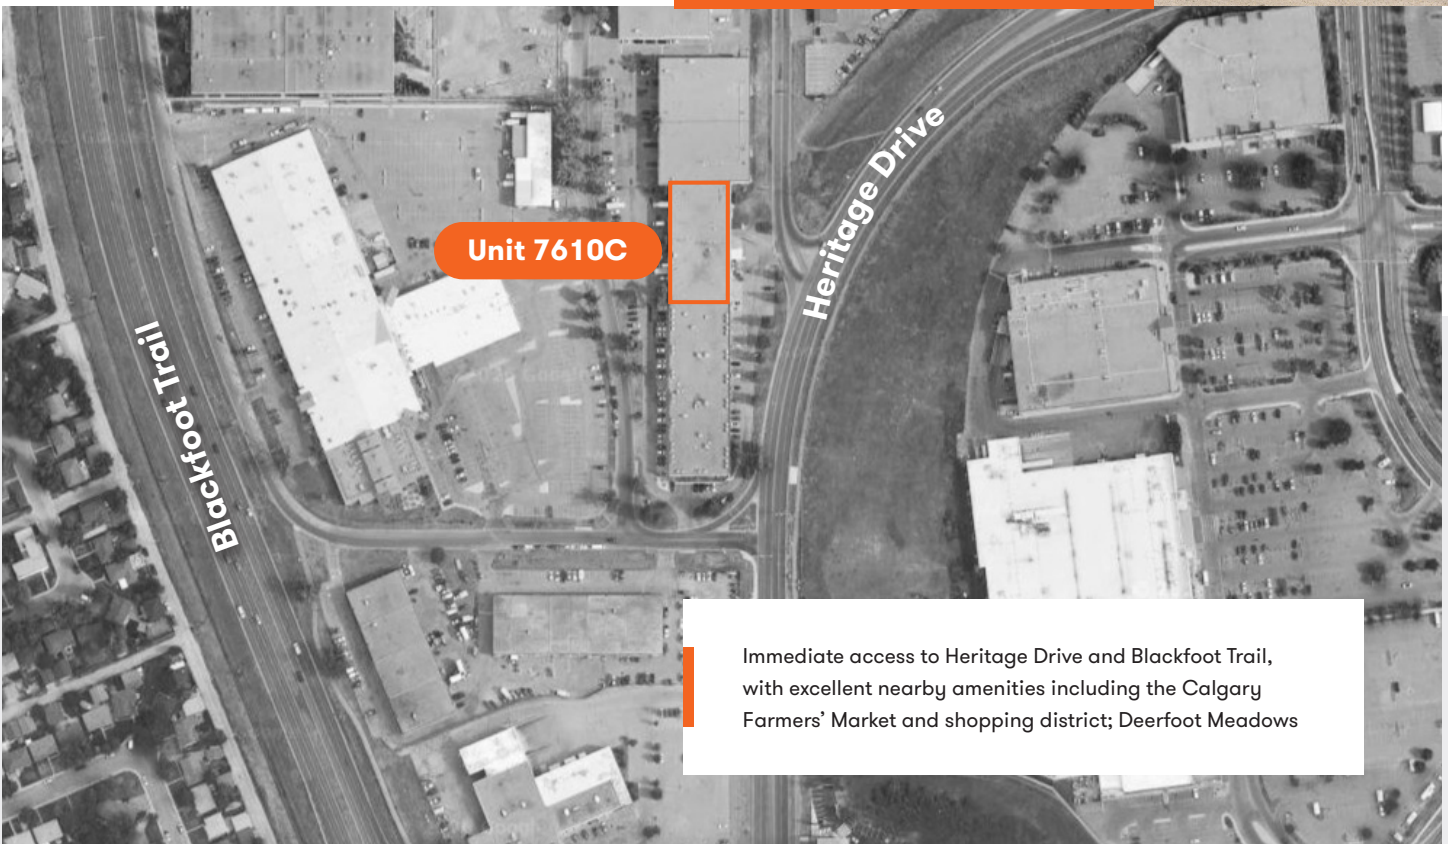 Heritage Drive
Unit 7610C
Blackfoot Trail
Immediate access to Heritage Drive and Blackfoot Trail,
with excellent nearby amenities including the Calgary
Farmers’ Market and shopping district; Deerfoot Meadows